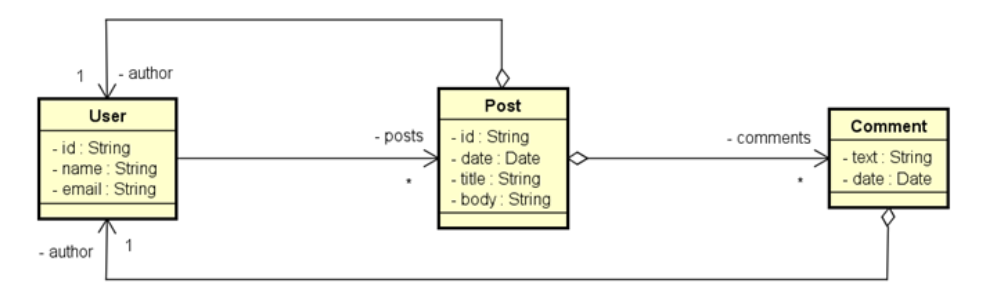 1
- author
User
- id : String
- name : String
- email : String
- author
1
- posts
*
Post
- id : String
- date : Date
- title : String
- body : String
- comments
*
Comment
- text : String
- date : Date